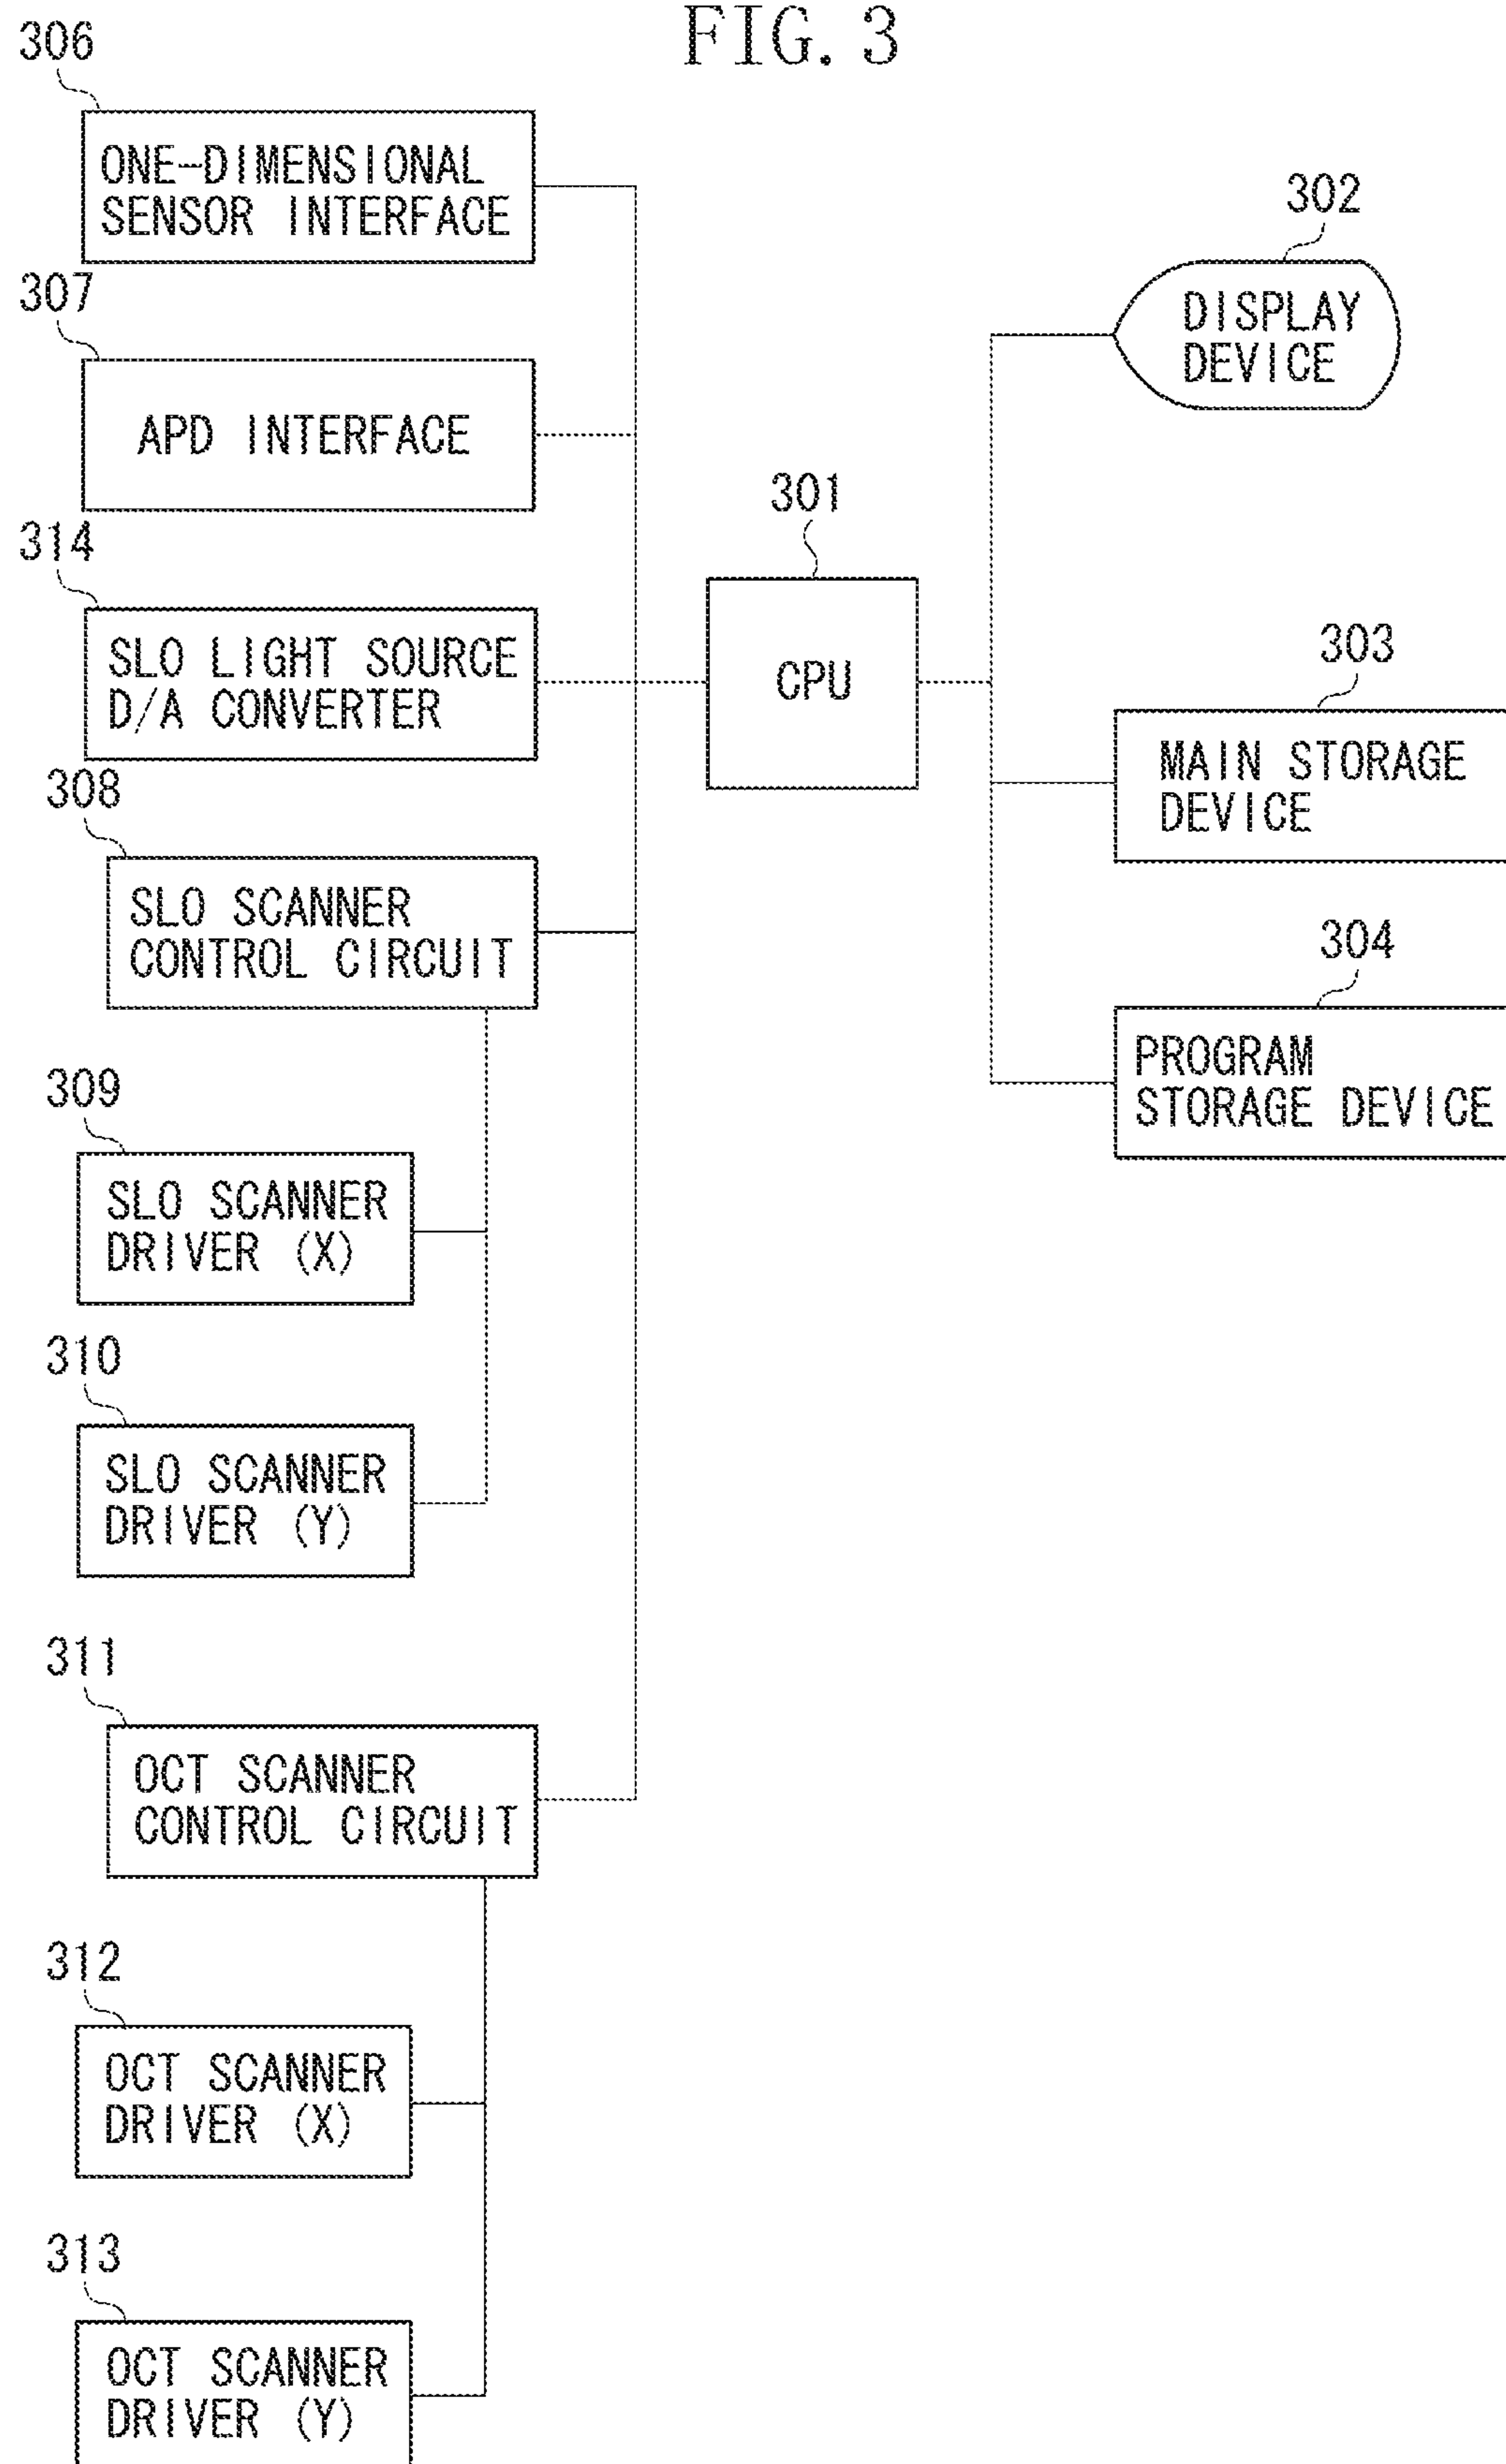 FIG. 3
306
ONE-DIMENSIONAL
SENSOR INTERFACE
307
APD INTERFACE
314
SLO LIGHT SOURCE
D/A CONVERTER
308
SLO SCANNER
CONTROL CIRCUIT
309
SLO SCANNER
DRIVER (X)
310
SLO SCANNER
DRIVER (Y)
311
OCT SCANNER
CONTROL CIRCUIT
312
OCT SCANNER
DRIVER (X)
313
OCT SCANNER
DRIVER (Y)
301
CPU
302
DISPLAY
DEVICE
303
MAIN STORAGE
DEVICE
304
PROGRAM
STORAGE DEVICE